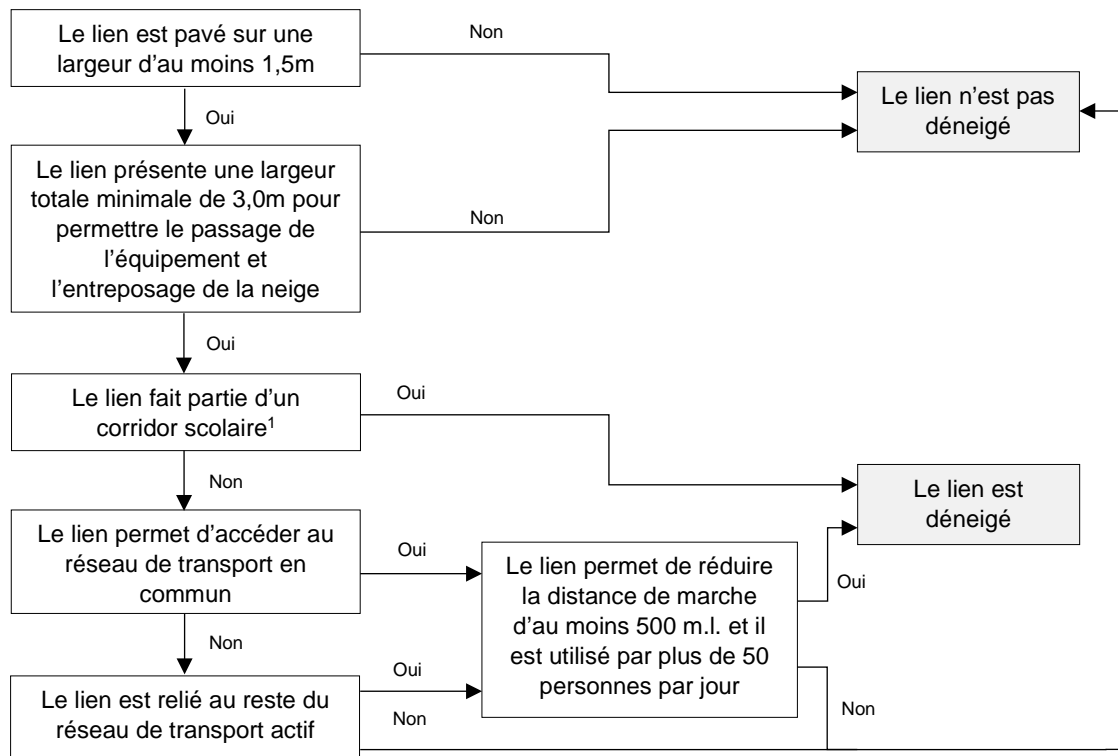 Le lien est pavé sur une
largeur d'au moins 1,5m
Non
Le lien n'est pas
déneigé
Oui
Le lien présente une largeur
totale minimale de 3,0m pour
permettre le passage de
l'équipement et
l'entreposage de la neige
Non
Oui
Le lien fait partie d'un
corridor scolaire¹
Oui
Non
Le lien est
déneigé
Le lien permet d'accéder au
réseau de transport en
commun
Oui
Le lien permet de réduire
la distance de marche
d'au moins 500 m.l. et il
est utilisé par plus de 50
personnes par jour
Oui
Non
Non
Le lien est relié au reste du
réseau de transport actif
Oui
Non